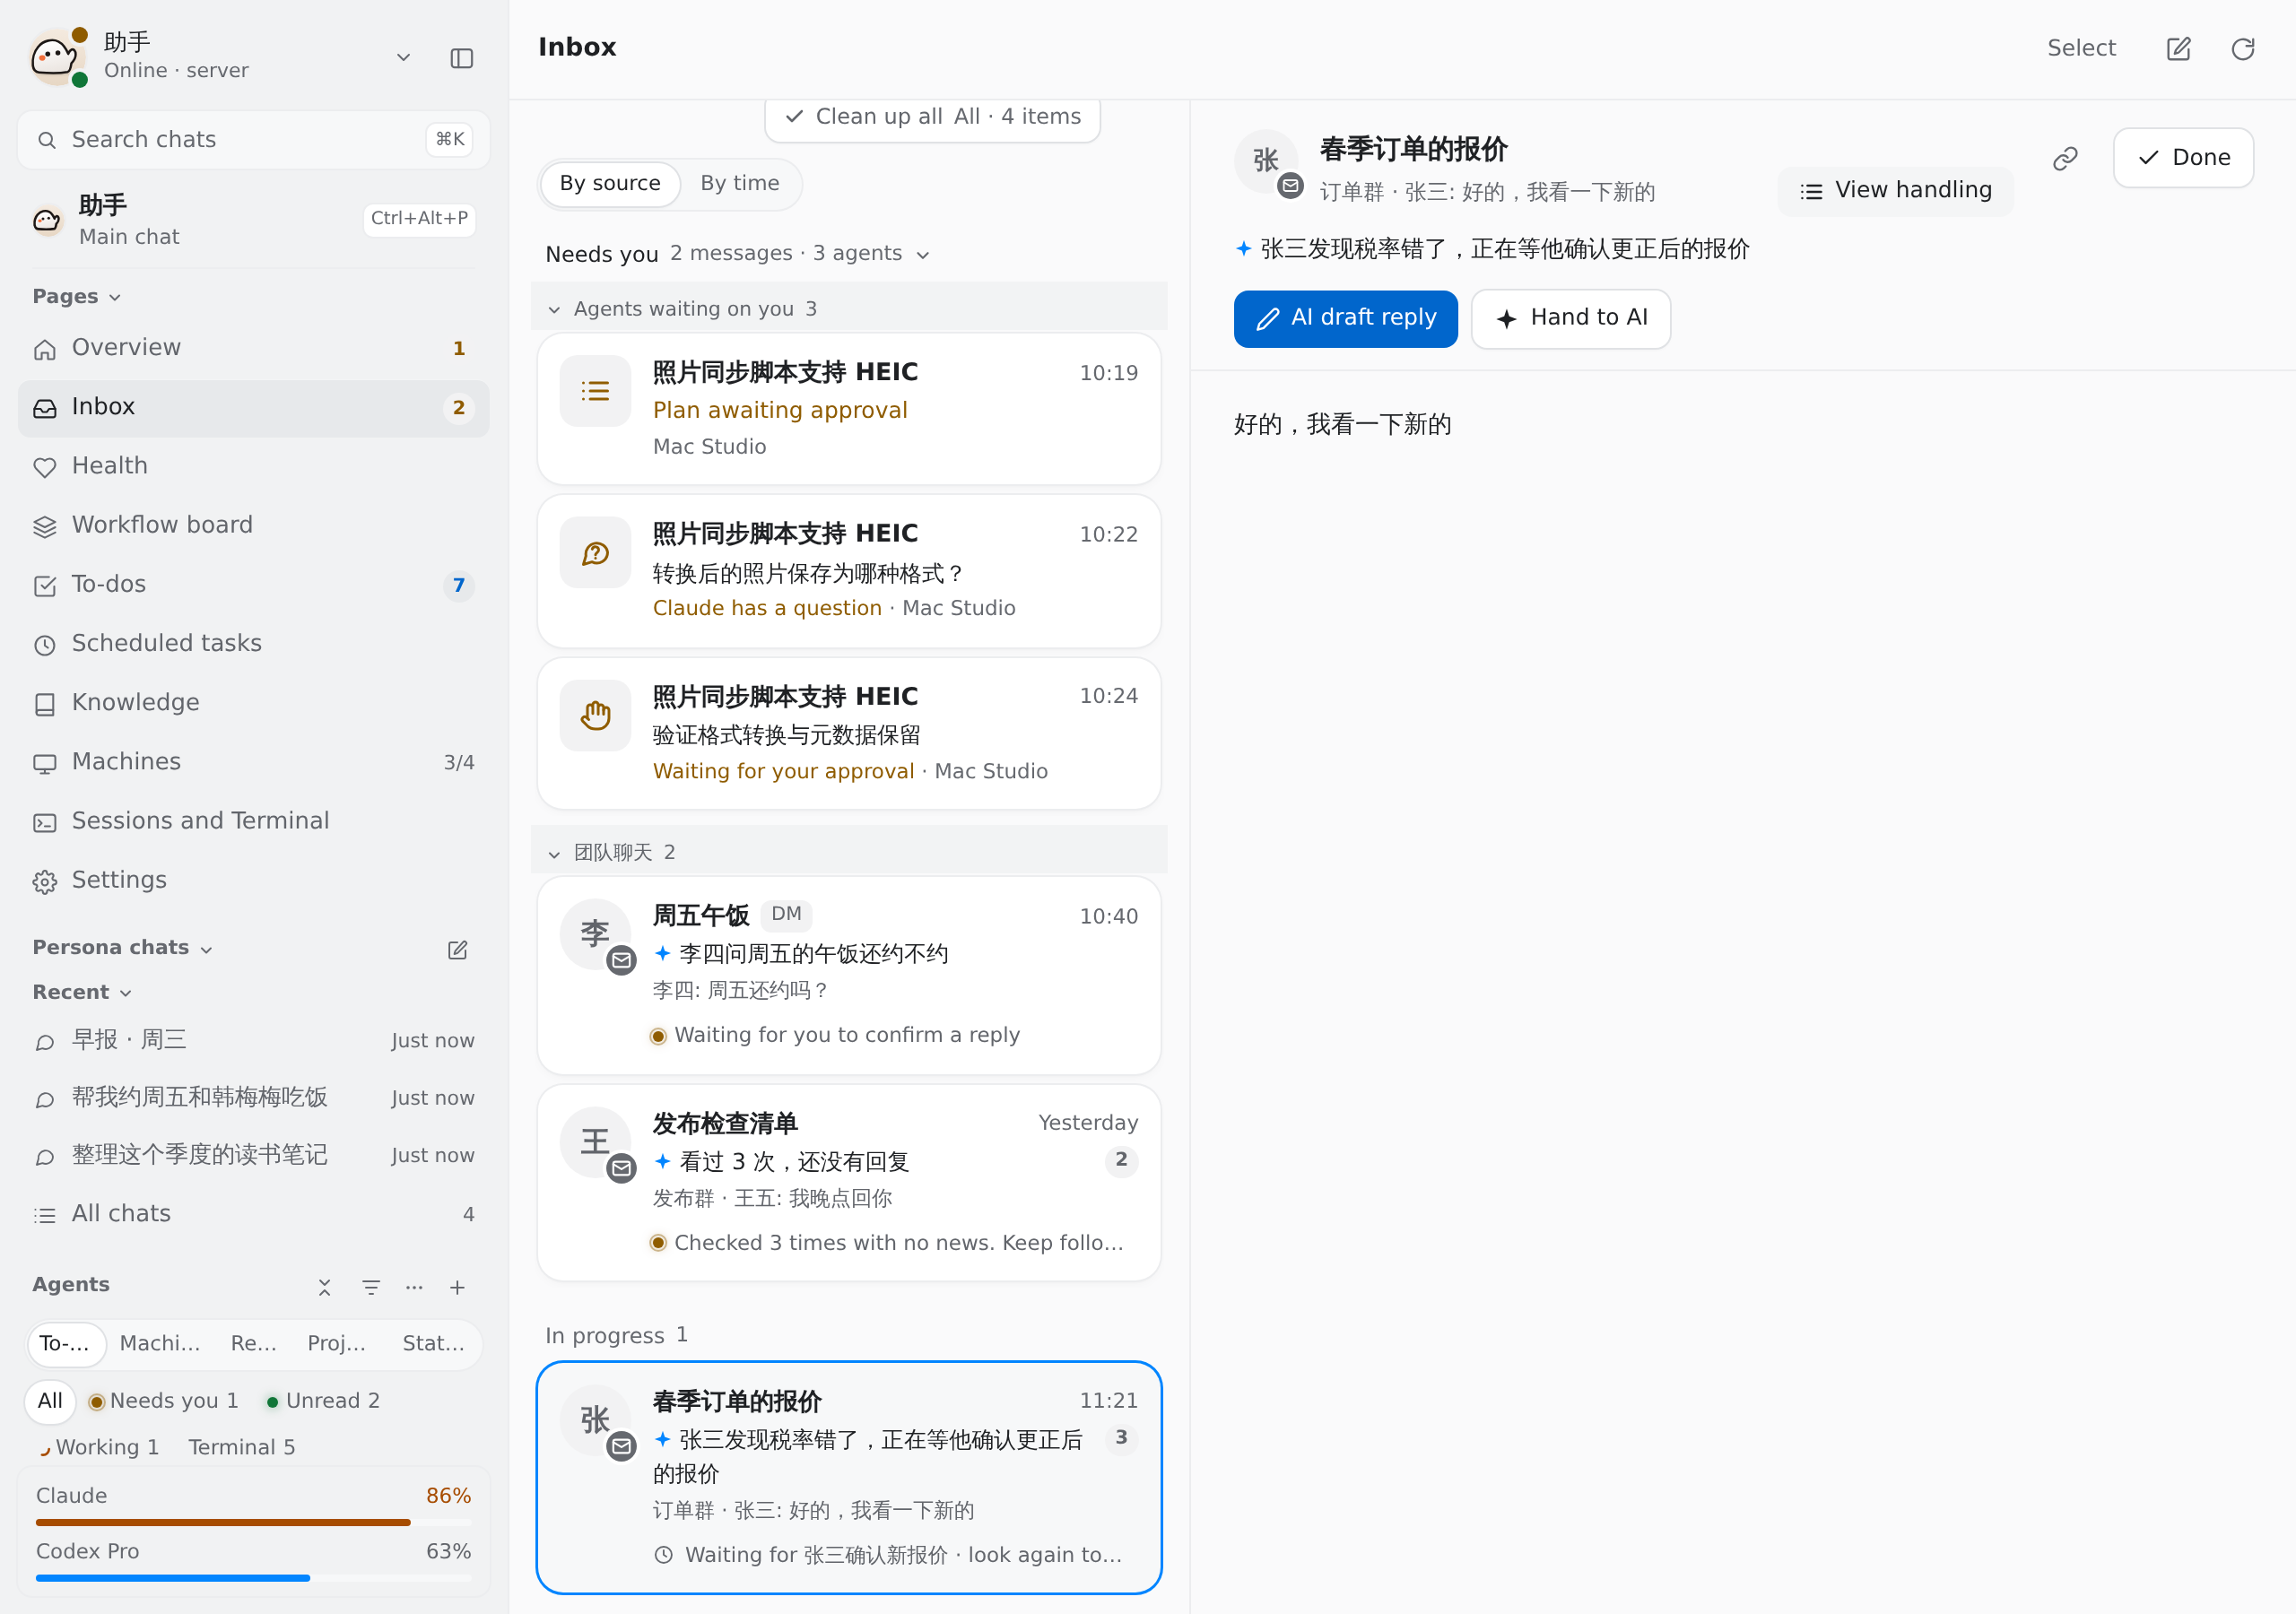 助手
Online · server
Search chats
⌘K
助手
Main chat
Ctrl+Alt+P
Pages
Overview
1
Inbox
2
Health
Workflow board
To-dos
7
Scheduled tasks
Knowledge
Machines
3/4
Sessions and Terminal
Settings
Persona chats
Recent
早报 · 周三
Just now
帮我约周五和韩梅梅吃饭
Just now
整理这个季度的读书笔记
Just now
All chats
4
Agents
To-…
Machi…
Re…
Proj…
Stat…
All
Needs you 1
Unread 2
Working 1
Terminal 5
Claude
86%
Codex Pro
63%
Inbox
Select
Clean up all All · 4 items
By source
By time
Needs you 2 messages · 3 agents
Agents waiting on you 3
照片同步脚本支持 HEIC
10:19
Plan awaiting approval
Mac Studio
照片同步脚本支持 HEIC
10:22
转换后的照片保存为哪种格式？
Claude has a question · Mac Studio
照片同步脚本支持 HEIC
10:24
验证格式转换与元数据保留
Waiting for your approval · Mac Studio
团队聊天 2
李
周五午饭
DM
10:40
李四问周五的午饭还约不约
李四: 周五还约吗？
Waiting for you to confirm a reply
王
发布检查清单
Yesterday
看过 3 次，还没有回复
2
发布群 · 王五: 我晚点回你
Checked 3 times with no news. Keep follo…
In progress 1
张
春季订单的报价
11:21
张三发现税率错了，正在等他确认更正后
的报价
3
订单群 · 张三: 好的，我看一下新的
Waiting for 张三确认新报价 · look again to…
张
春季订单的报价
订单群 · 张三: 好的，我看一下新的
View handling
Done
张三发现税率错了，正在等他确认更正后的报价
AI draft reply
Hand to AI
好的，我看一下新的